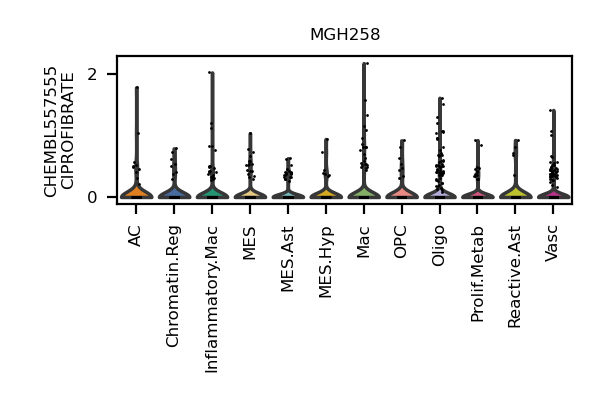 MGH258
CHEMBL557555
CIPROFIBRATE
2
0
AC
Chromatin.Reg
Inflammatory.Mac
MES
MES.Ast
MES.Hyp
Mac
OPC
Oligo
Prolif.Metab
Reactive.Ast
Vasc